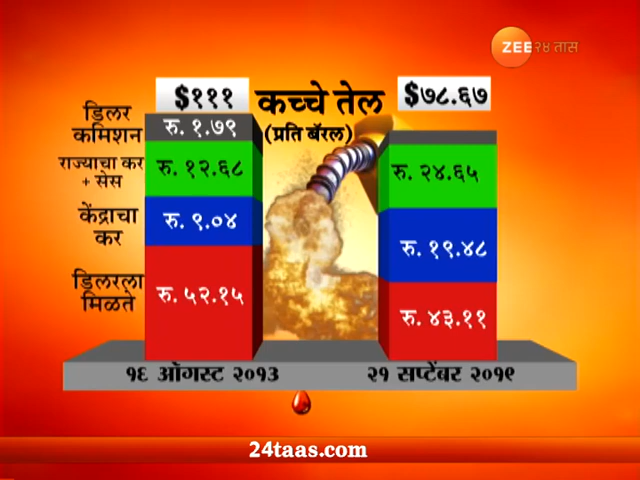 ZEE २४ तास
$१११
कच्चे तेल
$७८.६७
(प्रति बॅरल)
डिलर
कमिशन
रु. १.७९
राज्याचा कर
+ सेस
रु. १२.६८
रु. २४.६५
केंद्राचा
कर
रु. ९.०४
रु. १९.४८
डिलरला
मिळते
रु. ५२.१५
रु. ४३.११
१६ ऑगस्ट २०१३
२१ सप्टेंबर २०१९
24taas.com